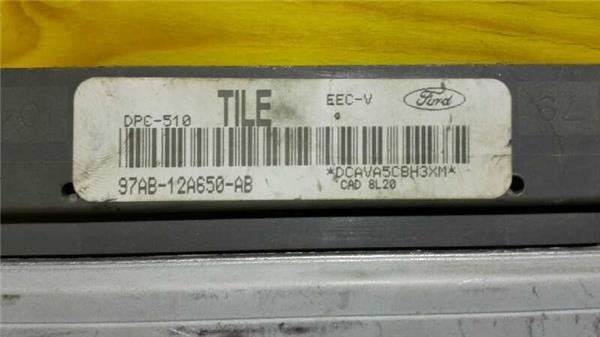 TILE EEC-V Ford
DPC-510
*DCAVA5CBH3XM*
97AB-12A650-AB CAD 8L20